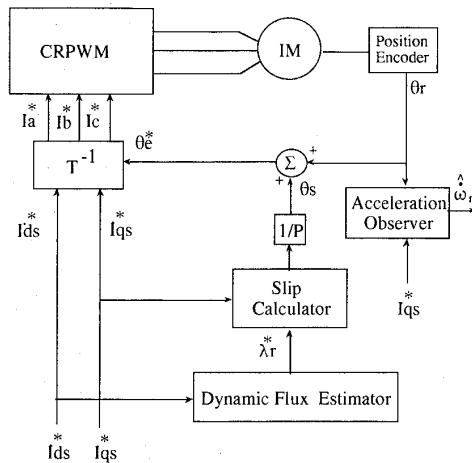 CRPWM
IM
Position
Encoder
θr
Ia* Ib* Ic*
T⁻¹
θe*
Σ
+
+
θs
Acceleration
Observer
ω̂̇r
Ids*
Iqs*
1/P
Iqs*
Slip
Calculator
λr*
Dynamic Flux Estimator
Ids*
Iqs*